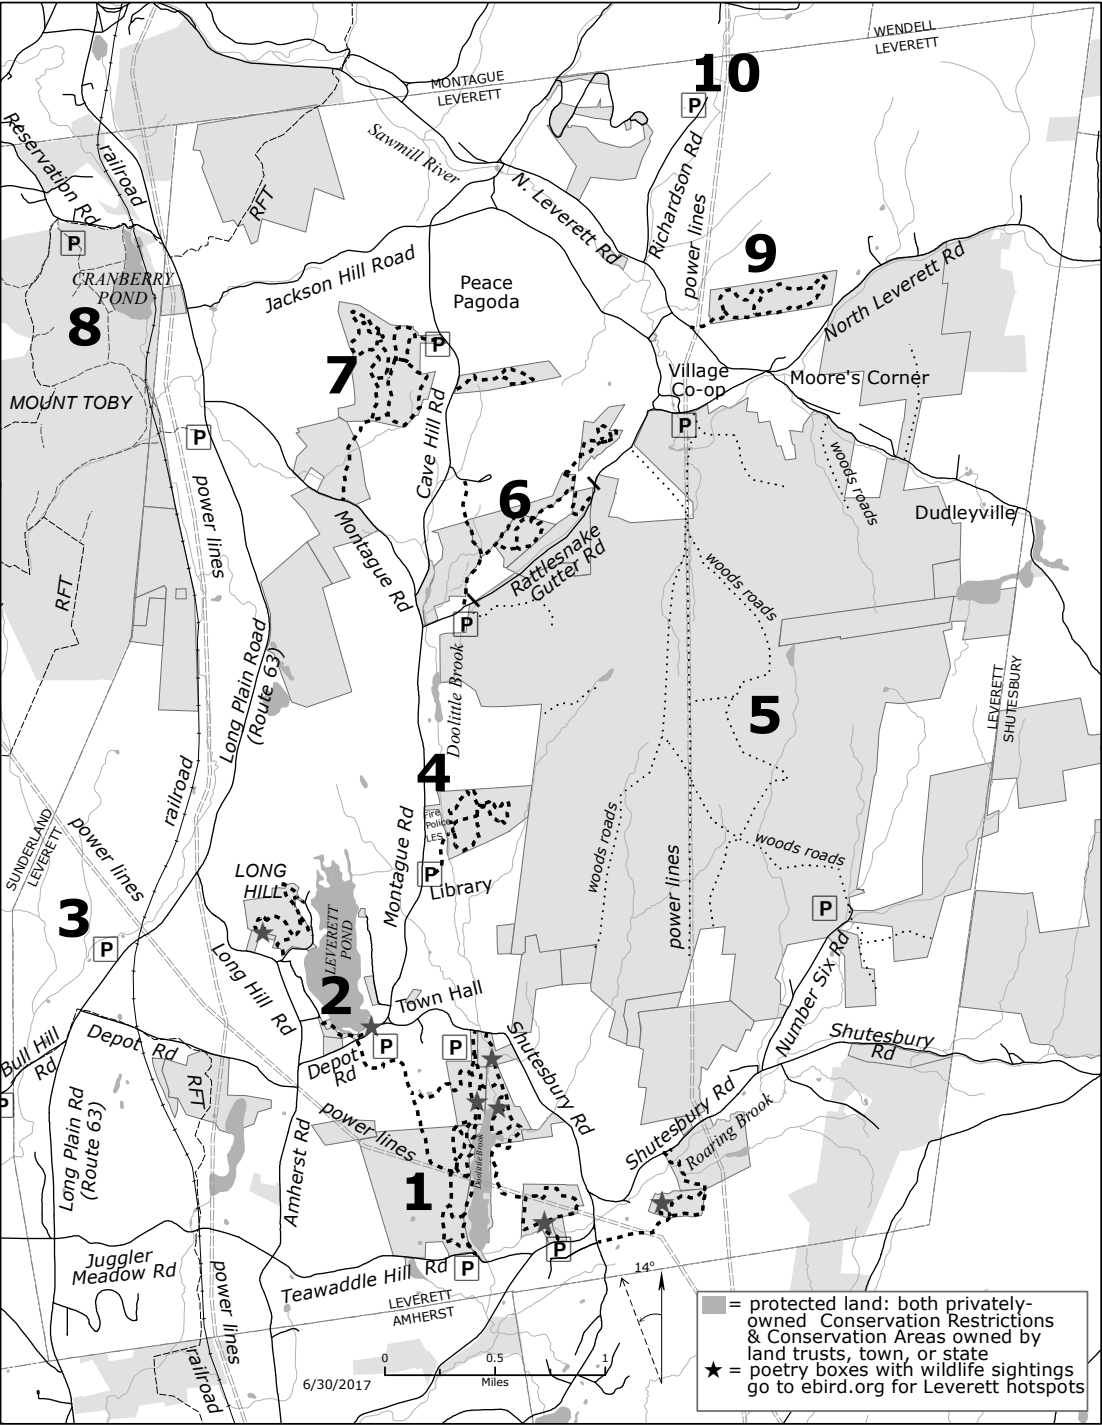 WENDELL
LEVERETT
10
MONTAGUE
LEVERETT
P
Reservation Rd
railroad
Sawmill River
N. Leverett Rd
Richardson Rd
power lines
RFT
P
CRANBERRY
POND
8
Jackson Hill Road
Peace
Pagoda
9
North Leverett Rd
7
P
Village
Co-op
Moore's Corner
MOUNT TOBY
P
P
Cave Hill Rd
power lines
6
woods roads
Dudleyville
Montague Rd
Rattlesnake
Gutter Rd
woods roads
RFT
P
Long Plain Road
(Route 63)
Doolittle Brook
5
LEVERETT
SHUTESBURY
4
Fire
Police
LES
railroad
power lines
SUNDERLAND
LEVERETT
Montague Rd
P
Library
woods roads
power lines
woods roads
LONG
HILL
LEVERETT
POND
3
P
P
Long Hill Rd
2
Town Hall
Number Six Rd
Bull Hill
Rd
Depot Rd
Depot
Rd
P
P
Shutesbury Rd
Shutesbury
Rd
P
RFT
Long Plain Rd
(Route 63)
power lines
Amherst Rd
Doolittle Brook
Shutesbury Rd
Roaring Brook
1
P
P
Juggler
Meadow Rd
Teawaddle Hill Rd
LEVERETT
AMHERST
power lines
railroad
14°
6/30/2017
0 0.5 1
Miles
= protected land: both privately-
owned Conservation Restrictions
& Conservation Areas owned by
land trusts, town, or state
= poetry boxes with wildlife sightings
go to ebird.org for Leverett hotspots